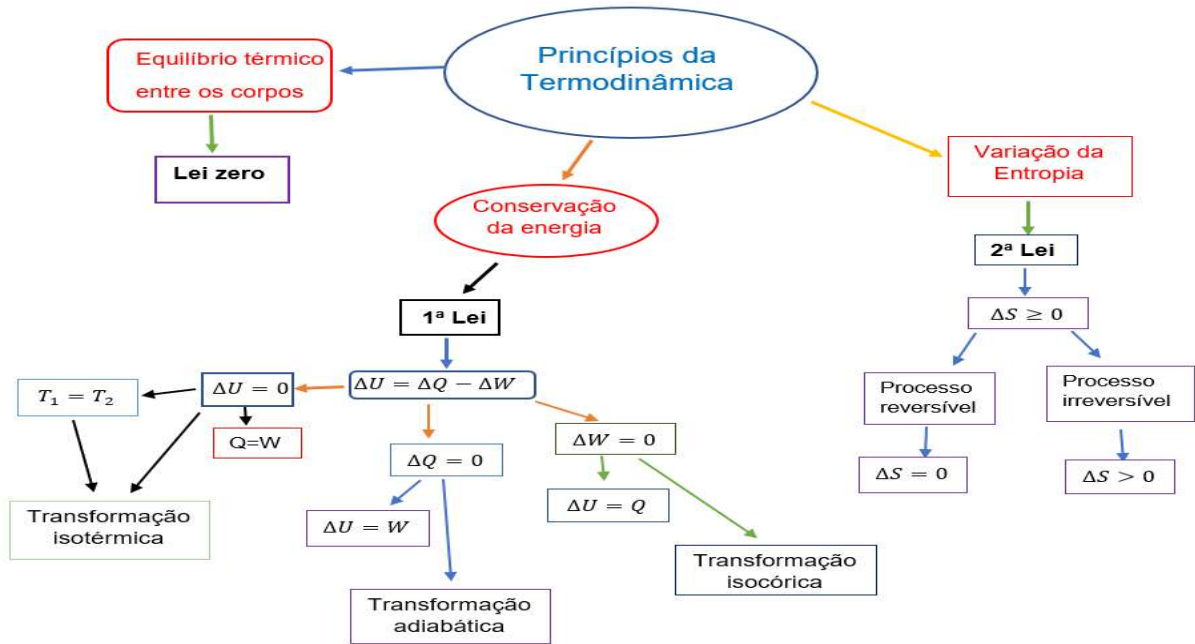 Princípios da
Termodinâmica
Equilíbrio térmico
entre os corpos
Lei zero
Conservação
da energia
1ª Lei
ΔU = ΔQ − ΔW
ΔU = 0
T₁ = T₂
Q=W
Transformação
isotérmica
ΔQ = 0
ΔU = W
Transformação
adiabática
ΔW = 0
ΔU = Q
Transformação
isocórica
Variação da
Entropia
2ª Lei
ΔS ≥ 0
Processo
reversível
ΔS = 0
Processo
irreversível
ΔS > 0